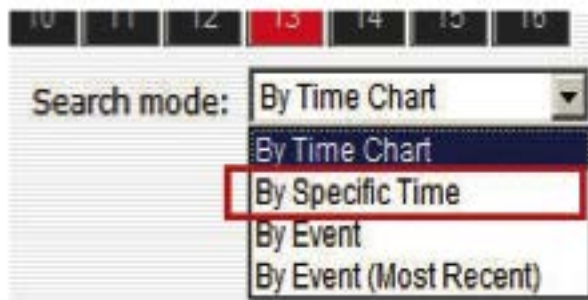 10 11 12 13 14 15 16
Search mode: By Time Chart
By Time Chart
By Specific Time
By Event
By Event (Most Recent)